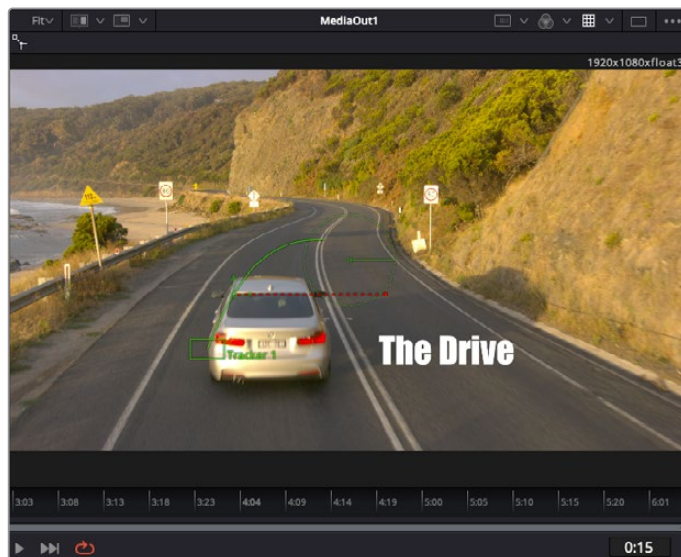 Fit
MediaOut1
1920x1080xfloat3
Tracker 1
The Drive
3:03 3:08 3:13 3:18 3:23 4:04 4:09 4:14 4:19 5:00 5:05 5:10 5:15 5:20 6:01
0:15